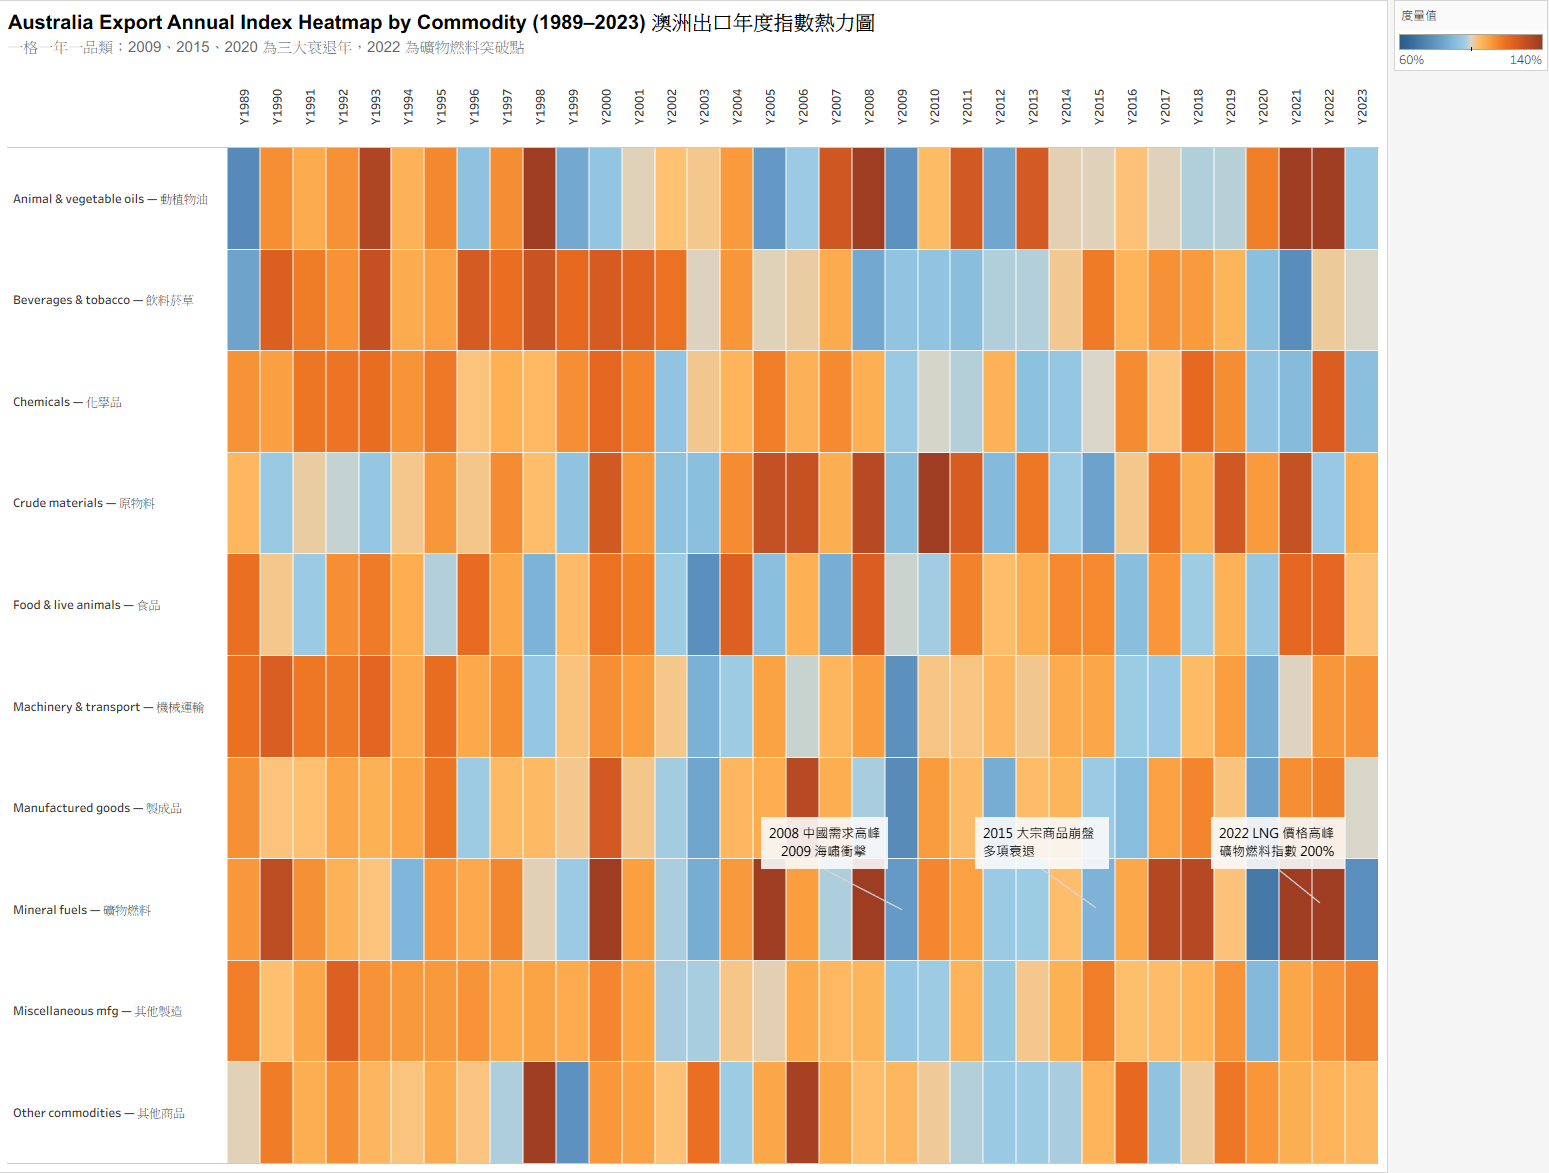 Australia Export Annual Index Heatmap by Commodity (1989–2023) 澳洲出口年度指數熱力圖
一格一年一品類；2009、2015、2020 為三大衰退年，2022 為礦物燃料突破點
度量值
60% 140%
Y1989 Y1990 Y1991 Y1992 Y1993 Y1994 Y1995 Y1996 Y1997 Y1998 Y1999 Y2000 Y2001 Y2002 Y2003 Y2004 Y2005 Y2006 Y2007 Y2008 Y2009 Y2010 Y2011 Y2012 Y2013 Y2014 Y2015 Y2016 Y2017 Y2018 Y2019 Y2020 Y2021 Y2022 Y2023
Animal & vegetable oils — 動植物油
Beverages & tobacco — 飲料菸草
Chemicals — 化學品
Crude materials — 原物料
Food & live animals — 食品
Machinery & transport — 機械運輸
Manufactured goods — 製成品
2008 中國需求高峰
2009 海嘯衝擊
2015 大宗商品崩盤
多項衰退
2022 LNG 價格高峰
礦物燃料指數 200%
Mineral fuels — 礦物燃料
Miscellaneous mfg — 其他製造
Other commodities — 其他商品